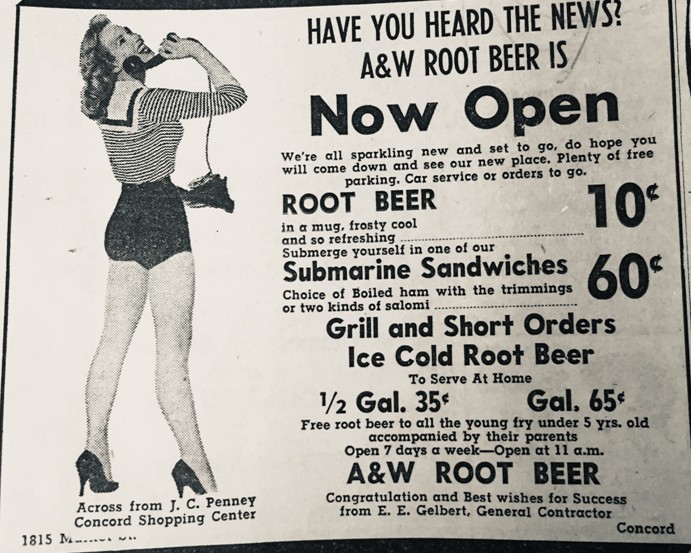 HAVE YOU HEARD THE NEWS?
A&W ROOT BEER IS
Now Open
We're all sparkling new and set to go, do hope you
will come down and see our new place. Plenty of free
parking. Car service or orders to go.
ROOT BEER 10¢
in a mug, frosty cool
and so refreshing
Submerge yourself in one of our
Submarine Sandwiches 60¢
Choice of Boiled ham with the trimmings
or two kinds of salomi
Grill and Short Orders
Ice Cold Root Beer
To Serve At Home
1/2 Gal. 35¢ Gal. 65¢
Free root beer to all the young fry under 5 yrs. old
accompanied by their parents
Open 7 days a week—Open at 11 a.m.
A&W ROOT BEER
Congratulation and Best wishes for Success
from E. E. Gelbert, General Contractor
Across from J. C. Penney
Concord Shopping Center
1815
Concord